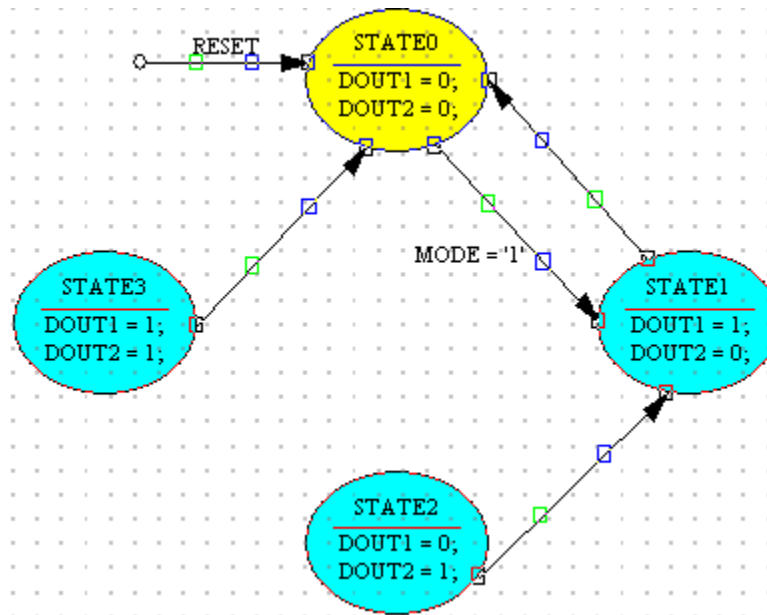 RESET
STATE0
DOUT1 = 0;
DOUT2 = 0;
MODE = '1'
STATE3
DOUT1 = 1;
DOUT2 = 1;
STATE1
DOUT1 = 1;
DOUT2 = 0;
STATE2
DOUT1 = 0;
DOUT2 = 1;